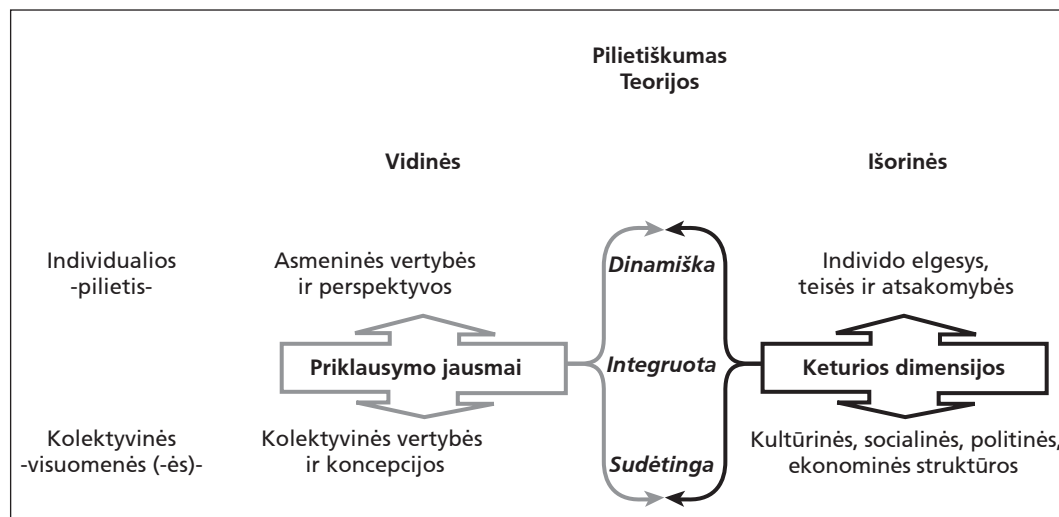 Pilietiškumas
Teorijos
Vidinės
Išorinės
Individualios
-pilietis-
Asmeninės vertybės
ir perspektyvos
Dinamiška
Individo elgesys,
teisės ir atsakomybės
Priklausymo jausmai
Integruota
Keturios dimensijos
Kolektyvinės
-visuomenės (-ės)-
Kolektyvinės vertybės
ir koncepcijos
Sudėtinga
Kultūrinės, socialinės, politinės,
ekonominės struktūros